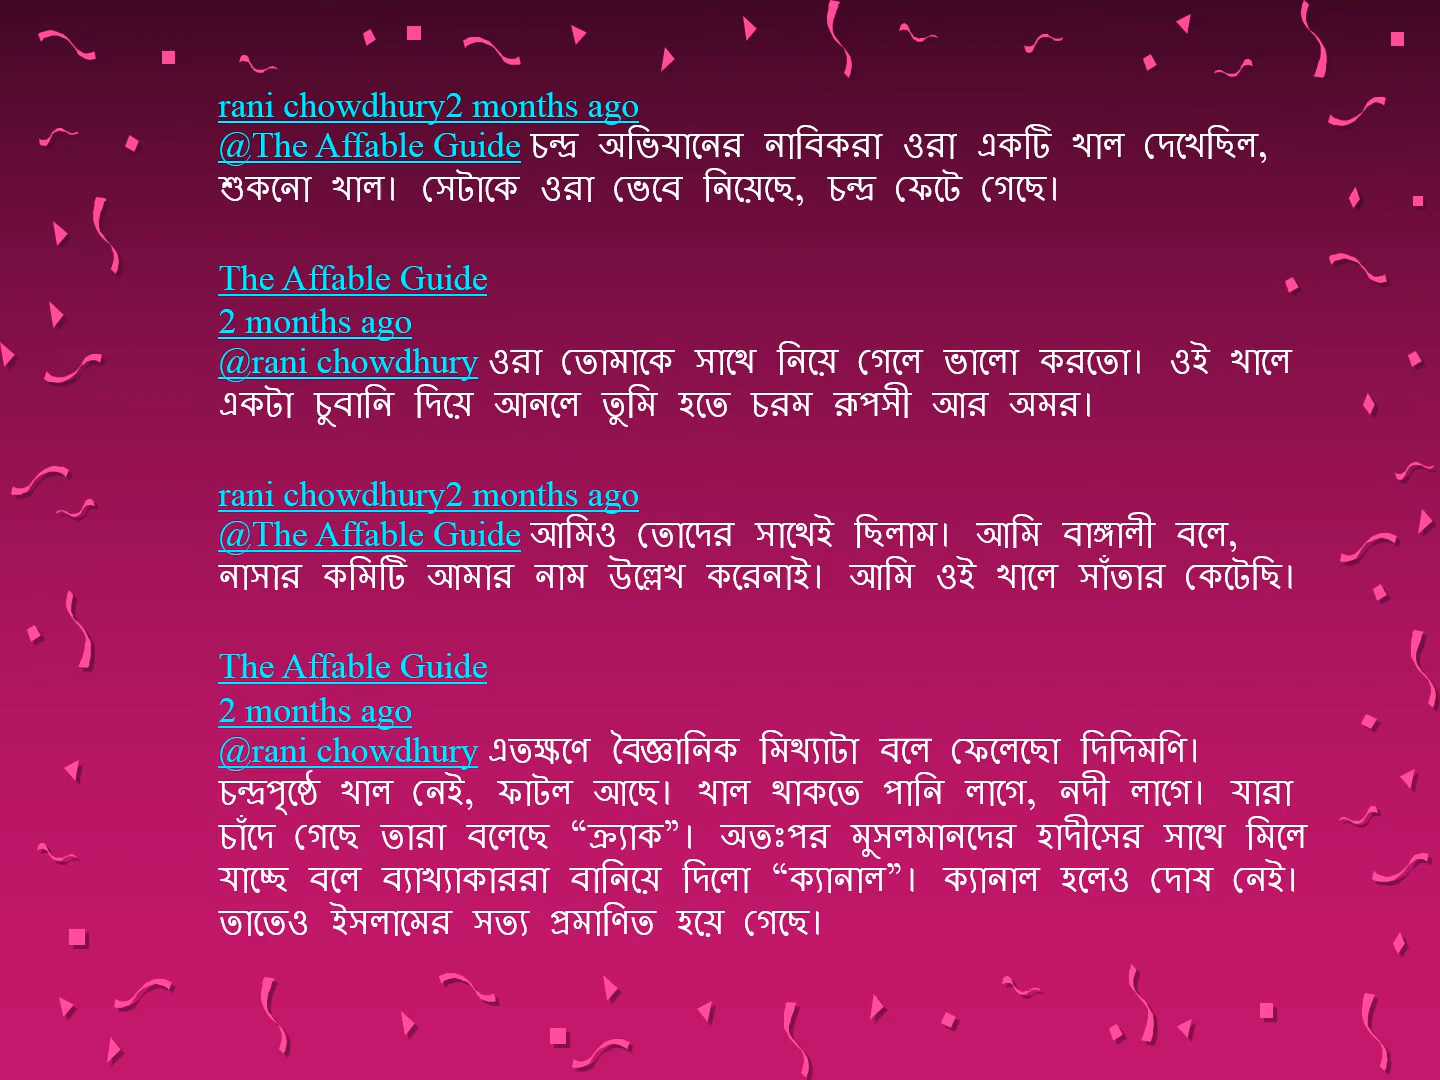 rani chowdhury2 months ago
@The Affable Guide চন্দ্র অভিযানের নাবিকরা ওরা একটি খাল দেখেছিল,
শুকনো খাল। সেটাকে ওরা ভেবে নিয়েছে, চন্দ্র ফেটে গেছে।
The Affable Guide
2 months ago
@rani chowdhury ওরা তোমাকে সাথে নিয়ে গেলে ভালো করতো। ওই খালে
একটা চুবানি দিয়ে আনলে তুমি হতে চরম রূপসী আর অমর।
rani chowdhury2 months ago
@The Affable Guide আমিও তোদের সাথেই ছিলাম। আমি বাঙ্গালী বলে,
নাসার কমিটি আমার নাম উল্লেখ করেনাই। আমি ওই খালে সাঁতার কেটেছি।
The Affable Guide
2 months ago
@rani chowdhury এতক্ষণে বৈজ্ঞানিক মিথ্যাটা বলে ফেলেছো দিদিমণি।
চন্দ্রপৃষ্ঠে খাল নেই, ফাটল আছে। খাল থাকতে পানি লাগে, নদী লাগে। যারা
চাঁদে গেছে তারা বলেছে “ক্র্যাক”। অতঃপর মুসলমানদের হাদীসের সাথে মিলে
যাচ্ছে বলে ব্যাখ্যাকাররা বানিয়ে দিলো “ক্যানাল”। ক্যানাল হলেও দোষ নেই।
তাতেও ইসলামের সত্য প্রমাণিত হয়ে গেছে।